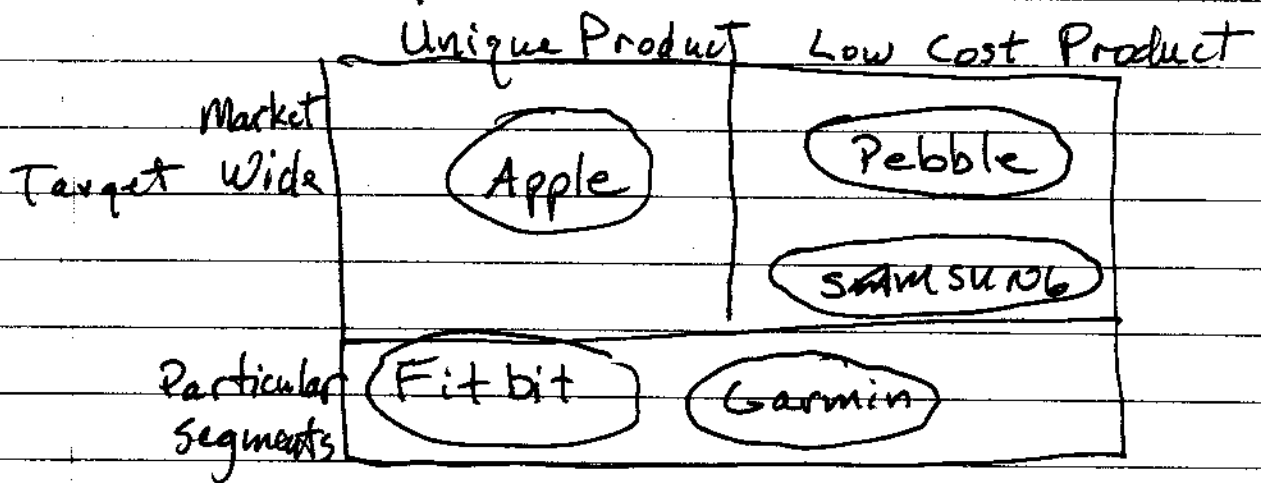 Unique Product Low Cost Product
Market
Target Wide
Apple
Pebble
SAMSUNG
Particular
Segments
Fitbit
Garmin